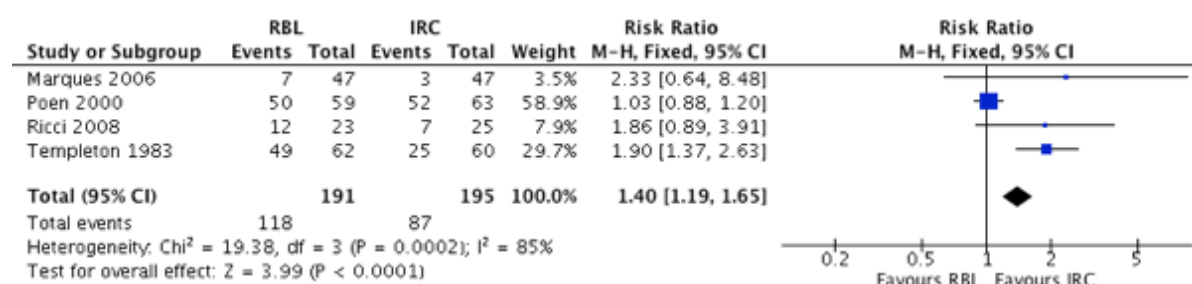 RBL IRC Risk Ratio Risk Ratio
Study or Subgroup Events Total Events Total Weight M-H, Fixed, 95% CI M-H, Fixed, 95% CI
Marques 2006 7 47 3 47 3.5% 2.33 [0.64, 8.48]
Poen 2000 50 59 52 63 58.9% 1.03 [0.88, 1.20]
Ricci 2008 12 23 7 25 7.9% 1.86 [0.89, 3.91]
Templeton 1983 49 62 25 60 29.7% 1.90 [1.37, 2.63]
Total (95% CI) 191 195 100.0% 1.40 [1.19, 1.65]
Total events 118 87
Heterogeneity: Chi² = 19.38, df = 3 (P = 0.0002); I² = 85%
Test for overall effect: Z = 3.99 (P < 0.0001)
0.2 0.5 1 2 5
Favours RBL Favours IRC